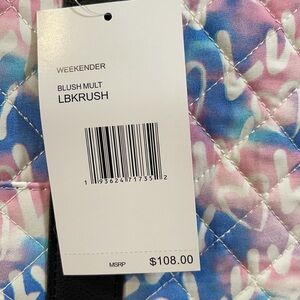 WEEKENDER
BLUSH MULT
LBKRUSH
1 93624 71735 2
MSRP $108.00